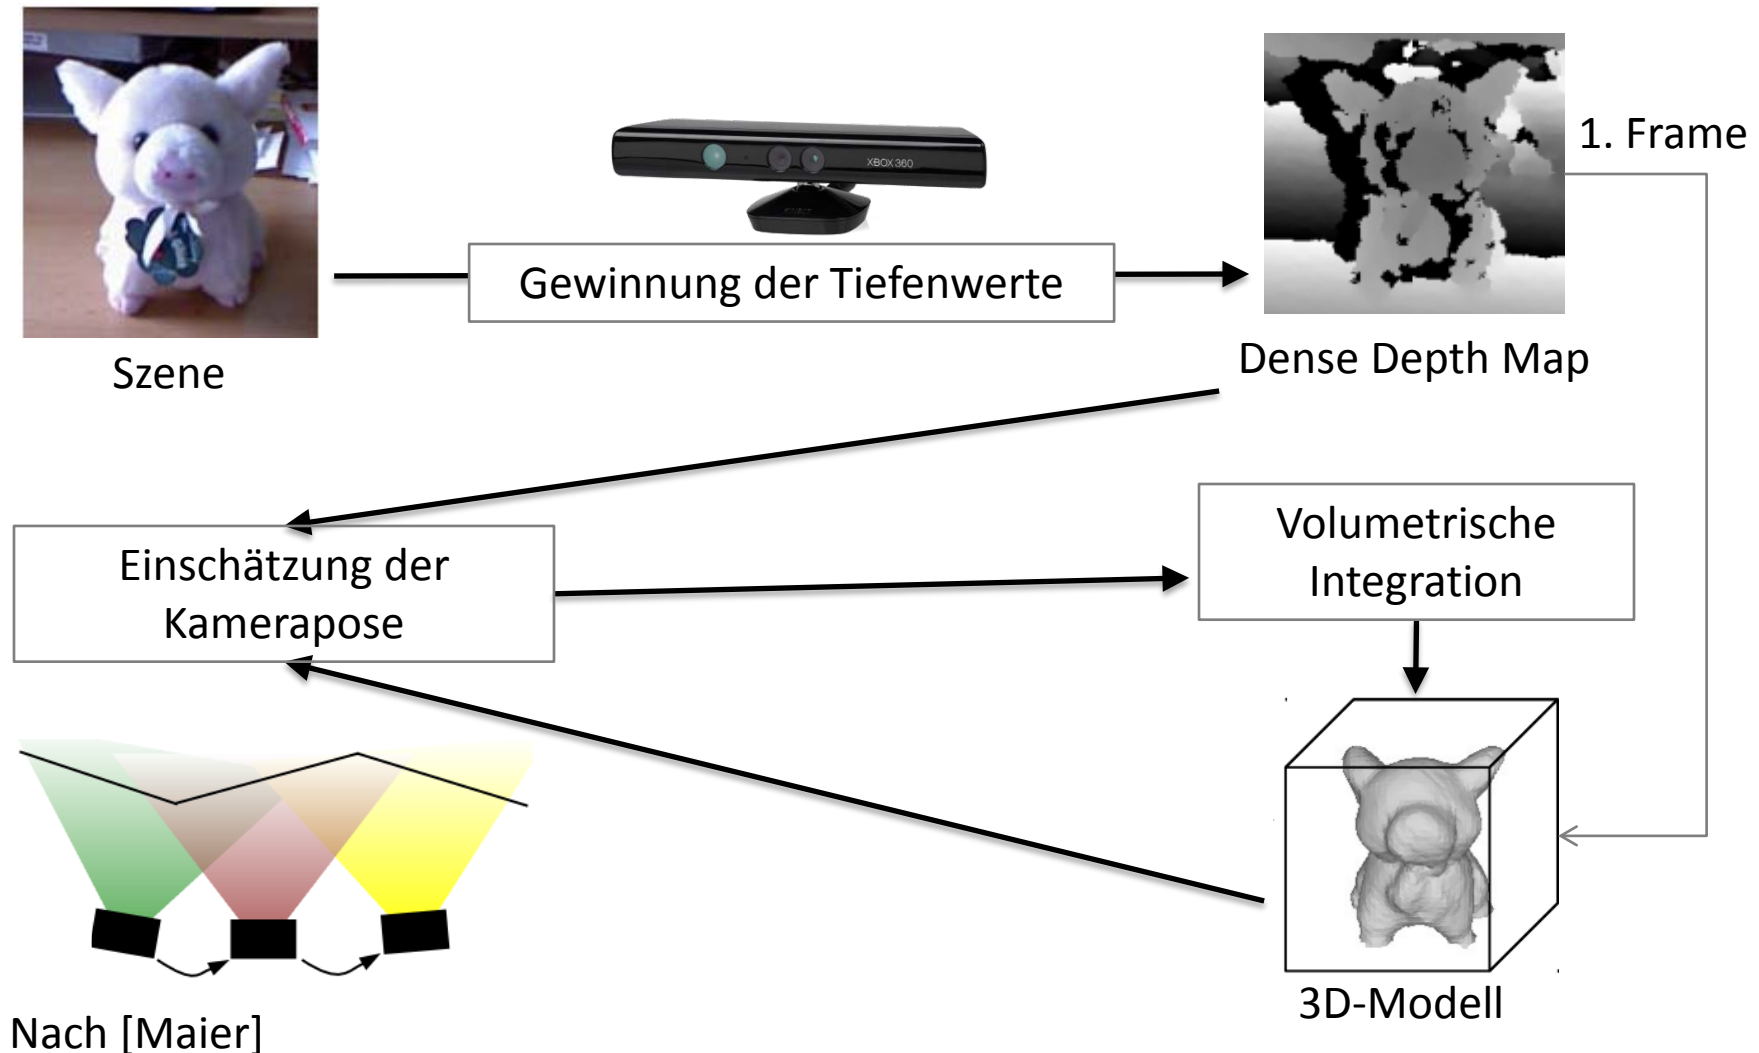 XBOX 360
1. Frame
Gewinnung der Tiefenwerte
Szene
Dense Depth Map
Einschätzung der
Kamerapose
Volumetrische
Integration
3D-Modell
Nach [Maier]